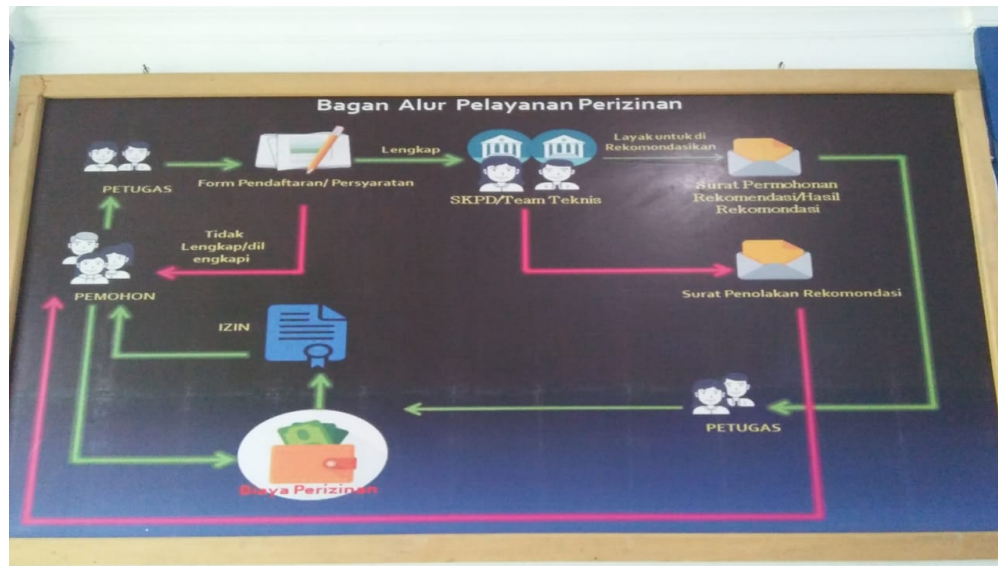 Bagan Alur Pelayanan Perizinan
PETUGAS
Form Pendaftaran/ Persyaratan
Lengkap
SKPD/Team Teknis
Layak untuk di
Rekomondasikan
Surat Permohonan
Rekomendasi/Hasil
Rekomondasi
Tidak
Lengkap/dil
engkapi
PEMOHON
Surat Penolakan Rekomondasi
IZIN
PETUGAS
Biaya Perizinan